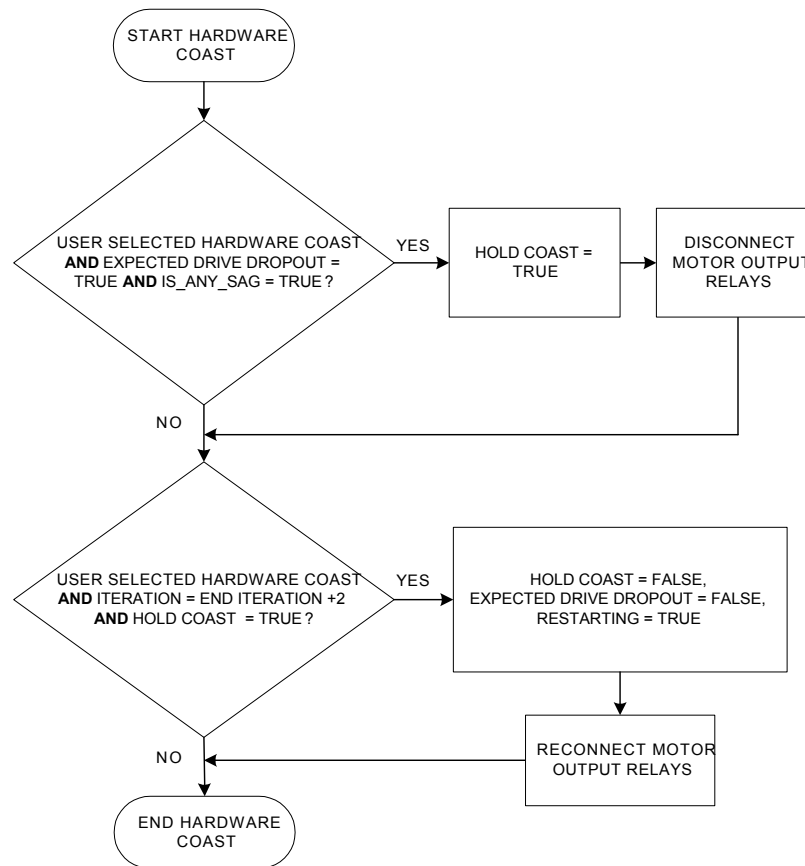 START HARDWARE
COAST
USER SELECTED HARDWARE COAST
AND EXPECTED DRIVE DROPOUT =
TRUE AND IS_ANY_SAG = TRUE?
YES
HOLD COAST =
TRUE
DISCONNECT
MOTOR OUTPUT
RELAYS
NO
USER SELECTED HARDWARE COAST
AND ITERATION = END ITERATION +2
AND HOLD COAST = TRUE?
YES
HOLD COAST = FALSE,
EXPECTED DRIVE DROPOUT = FALSE,
RESTARTING = TRUE
NO
RECONNECT MOTOR
OUTPUT RELAYS
END HARDWARE
COAST